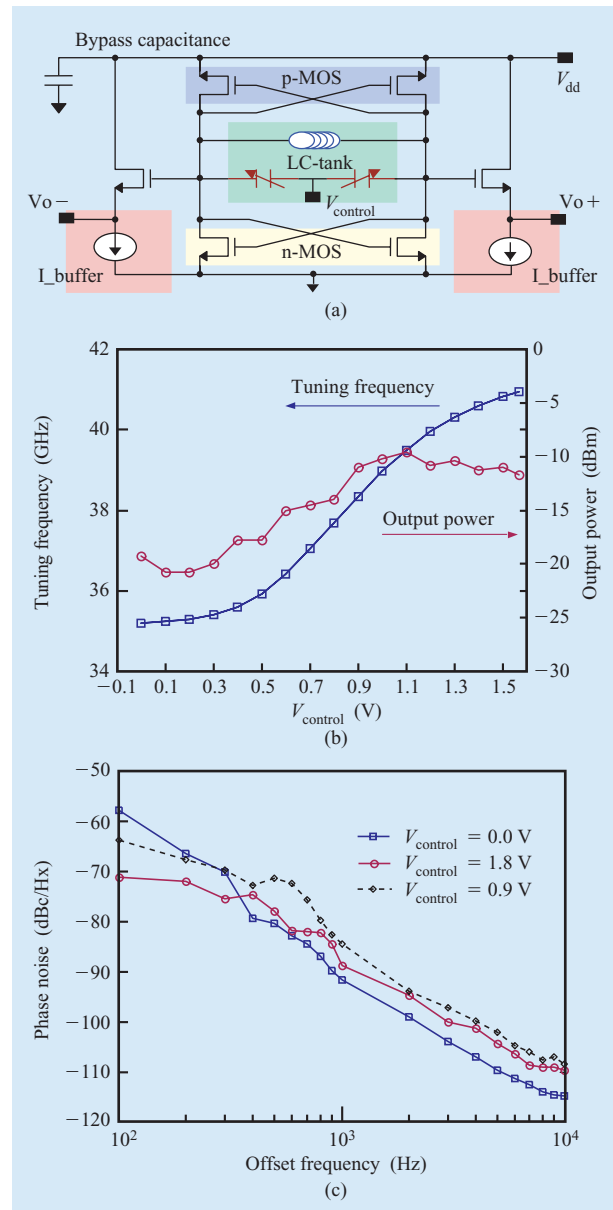 Bypass capacitance
p-MOS
Vdd
LC-tank
Vcontrol
Vo−
Vo+
n-MOS
I_buffer
I_buffer
(a)
42
40
38
36
34
Tuning frequency (GHz)
Tuning frequency
Output power
0
−5
−10
−15
−20
−25
−30
Output power (dBm)
−0.1 0.1 0.3 0.5 0.7 0.9 1.1 1.3 1.5
Vcontrol (V)
(b)
−50
−60
−70
−80
−90
−100
−110
−120
Phase noise (dBc/Hx)
Vcontrol = 0.0 V
Vcontrol = 1.8 V
Vcontrol = 0.9 V
10² 10³ 10⁴
Offset frequency (Hz)
(c)